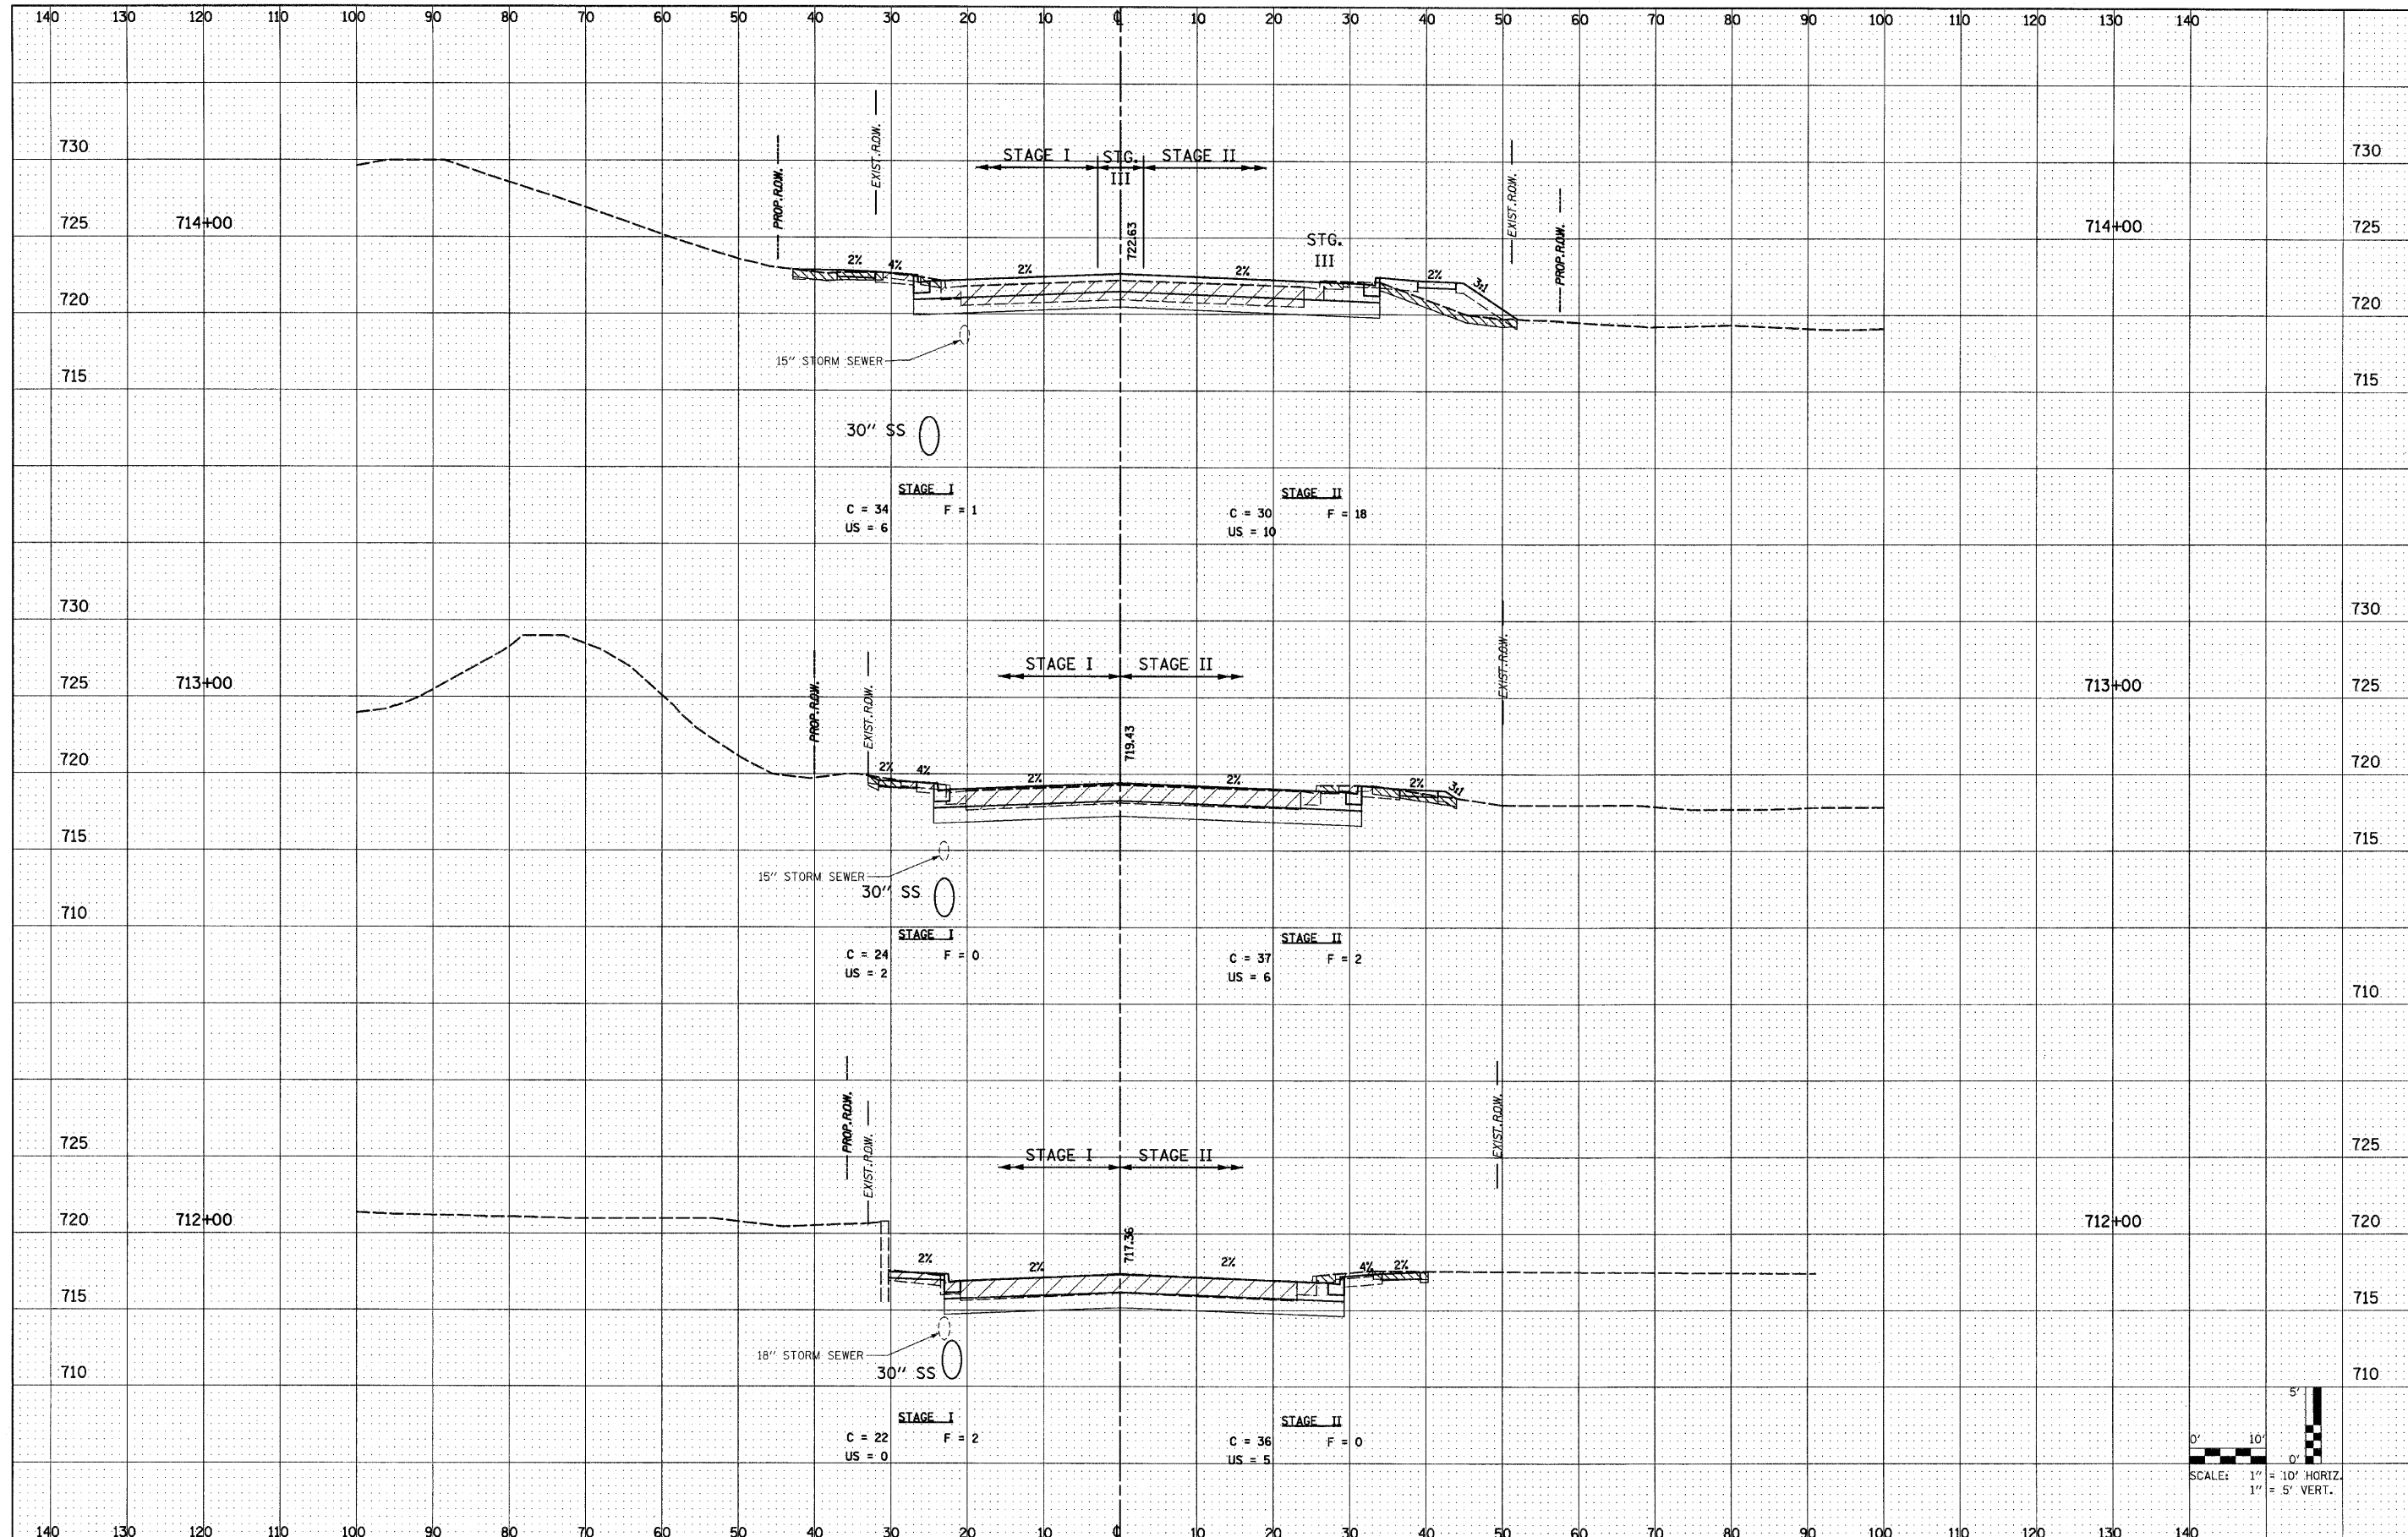 140 130 120 100 90 80 70 60 50 40 30 20 10 ℄ 10 20 30 40 50 60 70 80 90 100 110 120 130 140
730 730
PROP. R.O.W. EXIST. R.O.W. STAGE I STG. III STAGE II EXIST. R.O.W. PROP. R.O.W.
725 714+00 722.63 STG. III 714+00 725
2% 4% 2% 2% 2% 3:1
720 720
15" STORM SEWER
715 715
30" SS
STAGE I STAGE II
C = 34 F = 1 C = 30 F = 18
US = 6 US = 10
730 730
EXIST. R.O.W.
STAGE I STAGE II
725 713+00 713+00 725
PROP. R.O.W. EXIST. R.O.W. 719.43
720 720
2% 4% 2% 2% 2% 3:1
715 715
15" STORM SEWER
30" SS
710
STAGE I STAGE II
C = 24 F = 0 C = 37 F = 2
US = 2 US = 6
710
PROP. R.O.W. EXIST. R.O.W. EXIST. R.O.W.
725 725
STAGE I STAGE II
720 712+00 712+00 720
717.36
2% 2% 2% 4% 2%
715 715
18" STORM SEWER
30" SS
710 710
STAGE I STAGE II
C = 22 F = 2 C = 36 F = 0
US = 0 US = 5
5'
0' 10' 0'
SCALE: 1" = 10' HORIZ.
1" = 5' VERT.
140 130 120 100 90 80 70 60 50 40 30 20 10 ℄ 10 20 30 40 50 60 70 80 90 100 110 120 130 140